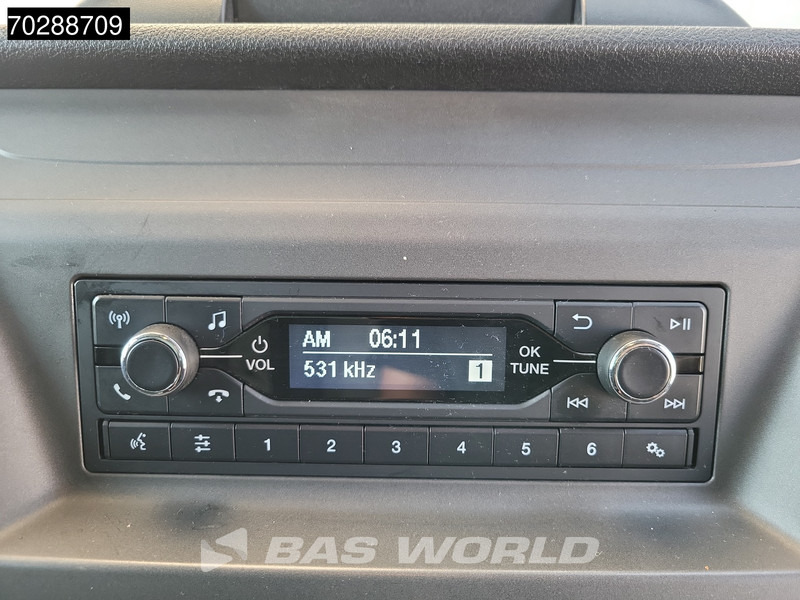 70288709
AM 06:11
531 kHz 1
VOL
OK
TUNE
1 2 3 4 5 6
BAS WORLD